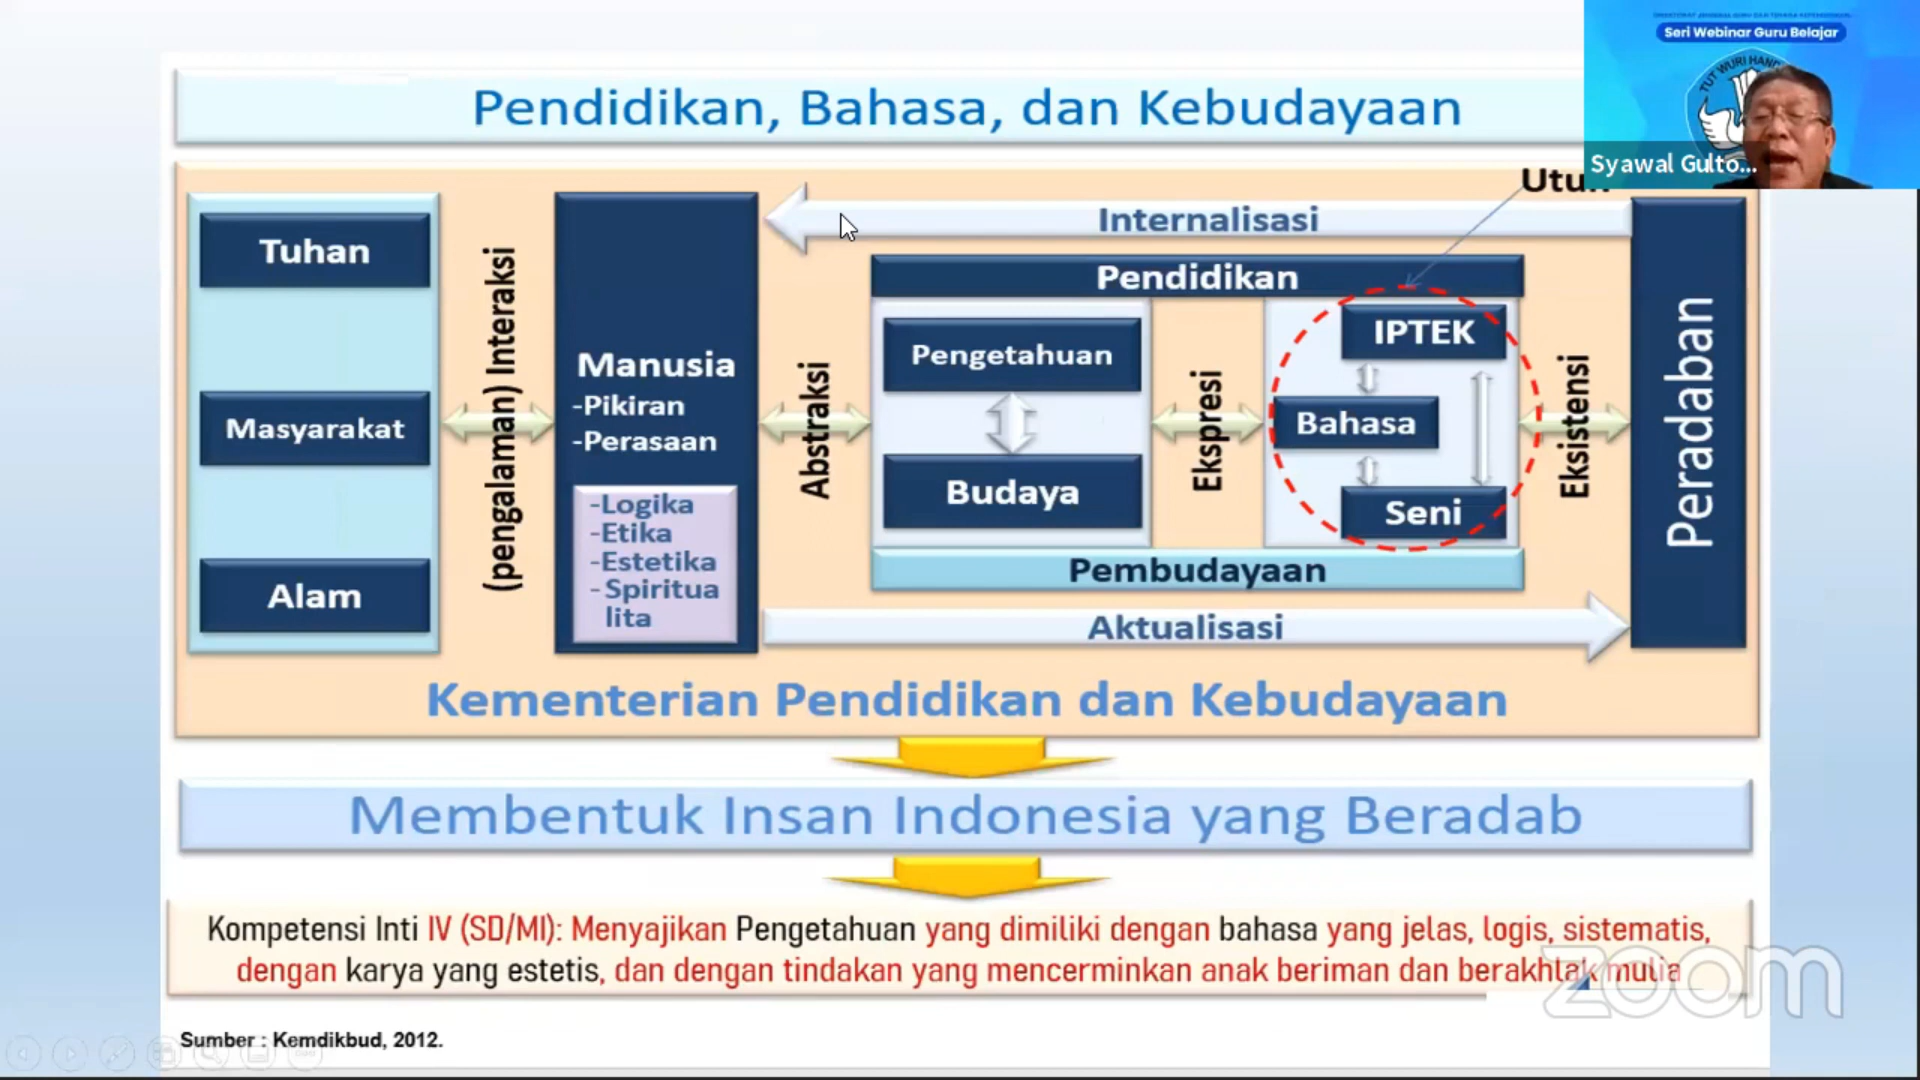 Seri Webinar Guru Belajar
TUT WURI HAND
Syawal Gulto...
Pendidikan, Bahasa, dan Kebudayaan
Internalisasi
Tuhan
Masyarakat
Alam
(pengalaman) Interaksi
Manusia
-Pikiran
-Perasaan
-Logika
-Etika
-Estetika
- Spiritua
lita
Abstraksi
Pendidikan
Pengetahuan
Budaya
Ekspresi
IPTEK
Bahasa
Seni
Pembudayaan
Eksistensi
Peradaban
Aktualisasi
Kementerian Pendidikan dan Kebudayaan
Membentuk Insan Indonesia yang Beradab
Kompetensi Inti IV (SD/MI): Menyajikan Pengetahuan yang dimiliki dengan bahasa yang jelas, logis, sistematis,
dengan karya yang estetis, dan dengan tindakan yang mencerminkan anak beriman dan berakhlak mulia
zoom
Sumber : Kemdikbud, 2012.